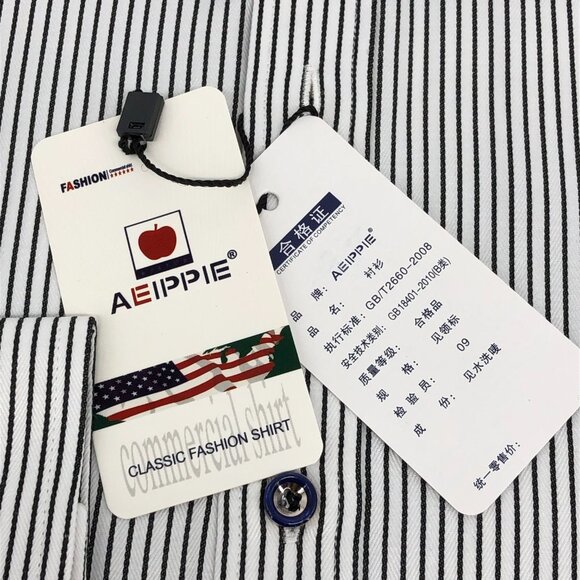 FASHION
AEIPPIE®
commercial shirt
CLASSIC FASHION SHIRT
合格证
CERTIFICATE OF COMPETENCY
品 牌: AEIPPIE
品 名: 衬衫
执行标准: GB/T2660-2008
安全技术类别: GB18401-2010(B类)
质量等级: 合格品
规 格: 见领标
检 验 员: 09
成 份: 见水洗唛
统一零售价: